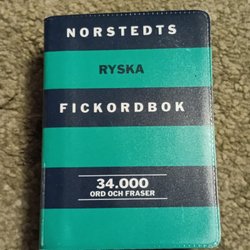 NORSTEDTS
RYSKA
FICKORDBOK
34.000
ORD OCH FRASER